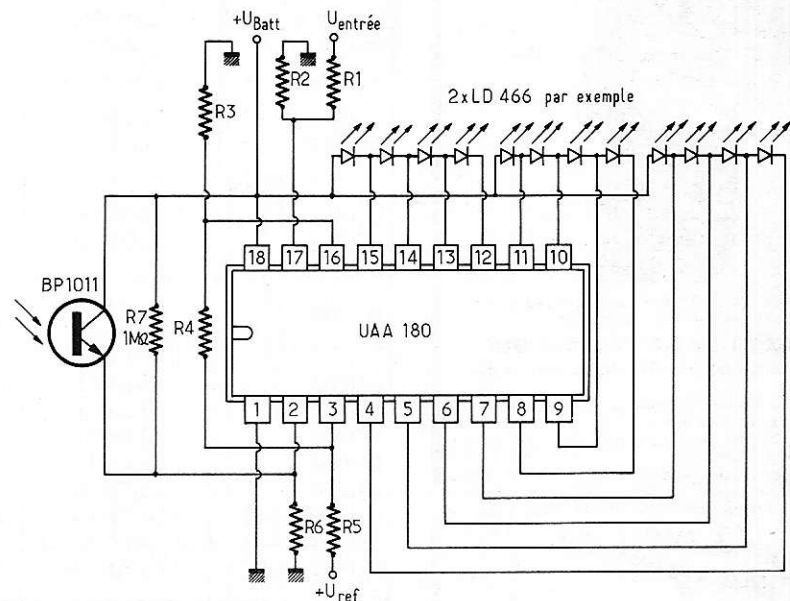 +U Batt
U entrée
R3
R2
R1
2xLD 466 par exemple
18
17
16
15
14
13
12
11
10
BP1011
R7
1MΩ
R4
UAA 180
1
2
3
4
5
6
7
8
9
R6
R5
+U ref